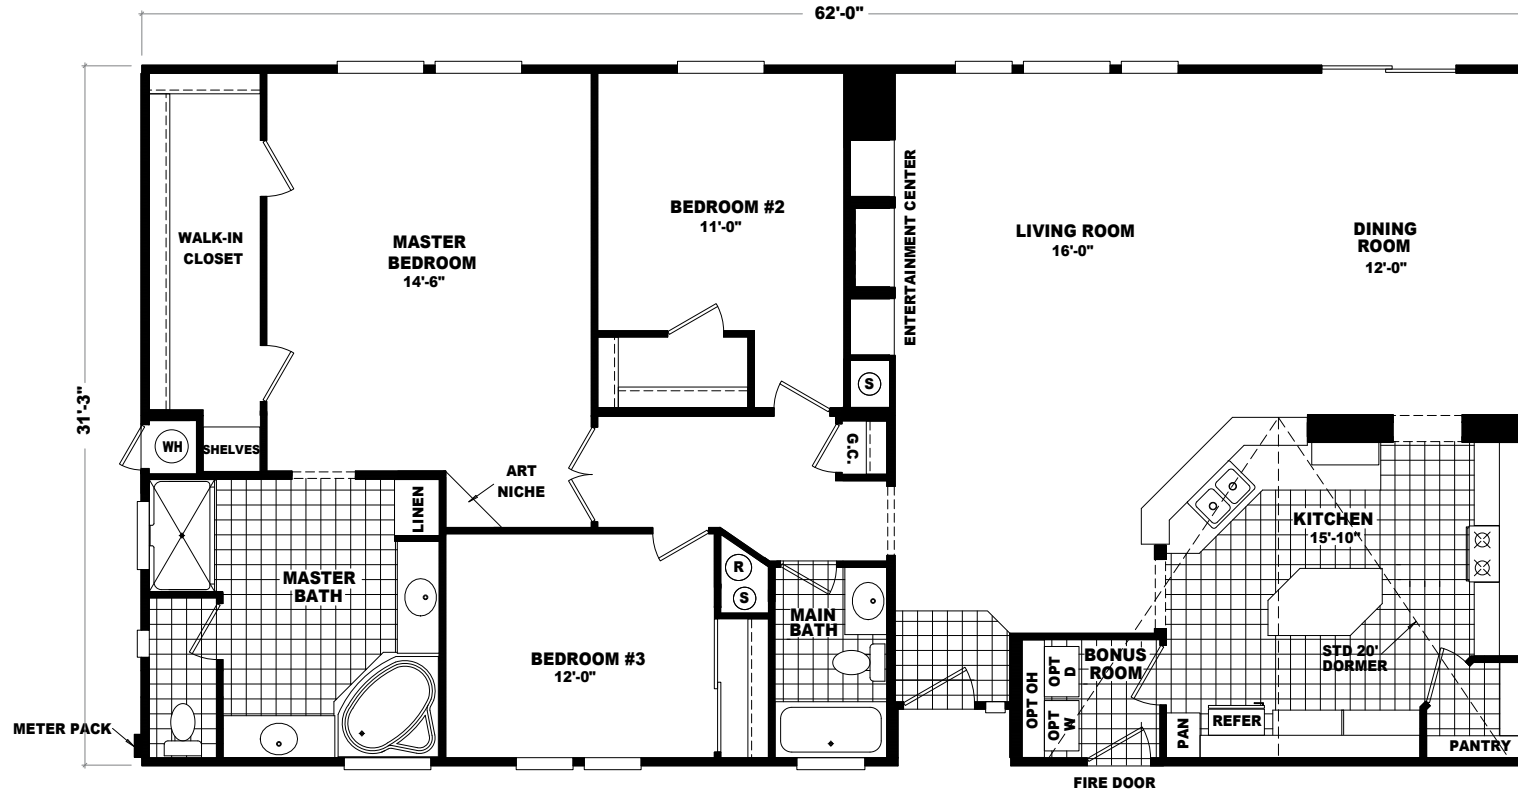 62'-0"
31'-3"
WALK-IN
CLOSET
MASTER
BEDROOM
14'-6"
BEDROOM #2
11'-0"
ENTERTAINMENT CENTER
LIVING ROOM
16'-0"
DINING
ROOM
12'-0"
S
WH
SHELVES
G.C.
ART
NICHE
LINEN
KITCHEN
15'-10"
MASTER
BATH
R
S
MAIN
BATH
BEDROOM #3
12'-0"
STD 20'
DORMER
BONUS
ROOM
OPT OH
OPT
D
OPT
W
PAN
REFER
PANTRY
METER PACK
FIRE DOOR